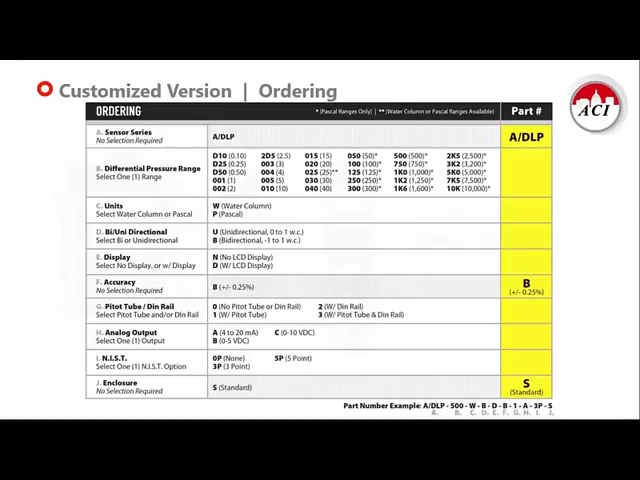 Customized Version | Ordering
ACI
ORDERING * (Pascal Ranges Only) | ** (Water Column or Pascal Ranges Available) Part #
A. Sensor Series
No Selection Required
A/DLP
A/DLP
B. Differential Pressure Range
Select One (1) Range
D10 (0.10) 2D5 (2.5) 015 (15) 050 (50)* 500 (500)* 2K5 (2,500)*
D25 (0.25) 003 (3) 020 (20) 100 (100)* 750 (750)* 3K2 (3,200)*
D50 (0.50) 004 (4) 025 (25)** 125 (125)* 1K0 (1,000)* 5K0 (5,000)*
001 (1) 005 (5) 030 (30) 250 (250)* 1K2 (1,250)* 7K5 (7,500)*
002 (2) 010 (10) 040 (40) 300 (300)* 1K6 (1,600)* 10K (10,000)*
C. Units
Select Water Column or Pascal
W (Water Column)
P (Pascal)
D. Bi/Uni Directional
Select Bi or Unidirectional
U (Unidirectional, 0 to 1 w.c.)
B (Bidirectional, -1 to 1 w.c.)
E. Display
Select No Display, or w/ Display
N (No LCD Display)
D (W/ LCD Display)
F. Accuracy
No Selection Required
B (+/- 0.25%)
B
(+/- 0.25%)
G. Pitot Tube / Din Rail
Select Pitot Tube and/or Din Rail
0 (No Pitot Tube or Din Rail) 2 (W/ Din Rail)
1 (W/ Pitot Tube) 3 (W/ Pitot Tube & Din Rail)
H. Analog Output
Select One (1) Output
A (4 to 20 mA) C (0-10 VDC)
B (0-5 VDC)
I. N.I.S.T.
Select One (1) N.I.S.T. Option
0P (None) 5P (5 Point)
3P (3 Point)
J. Enclosure
No Selection Required
S (Standard)
S
(Standard)
Part Number Example: A/DLP - 500 - W - B - D - B - 1 - A - 3P - S
A. B. C. D. E. F. G. H. I. J.